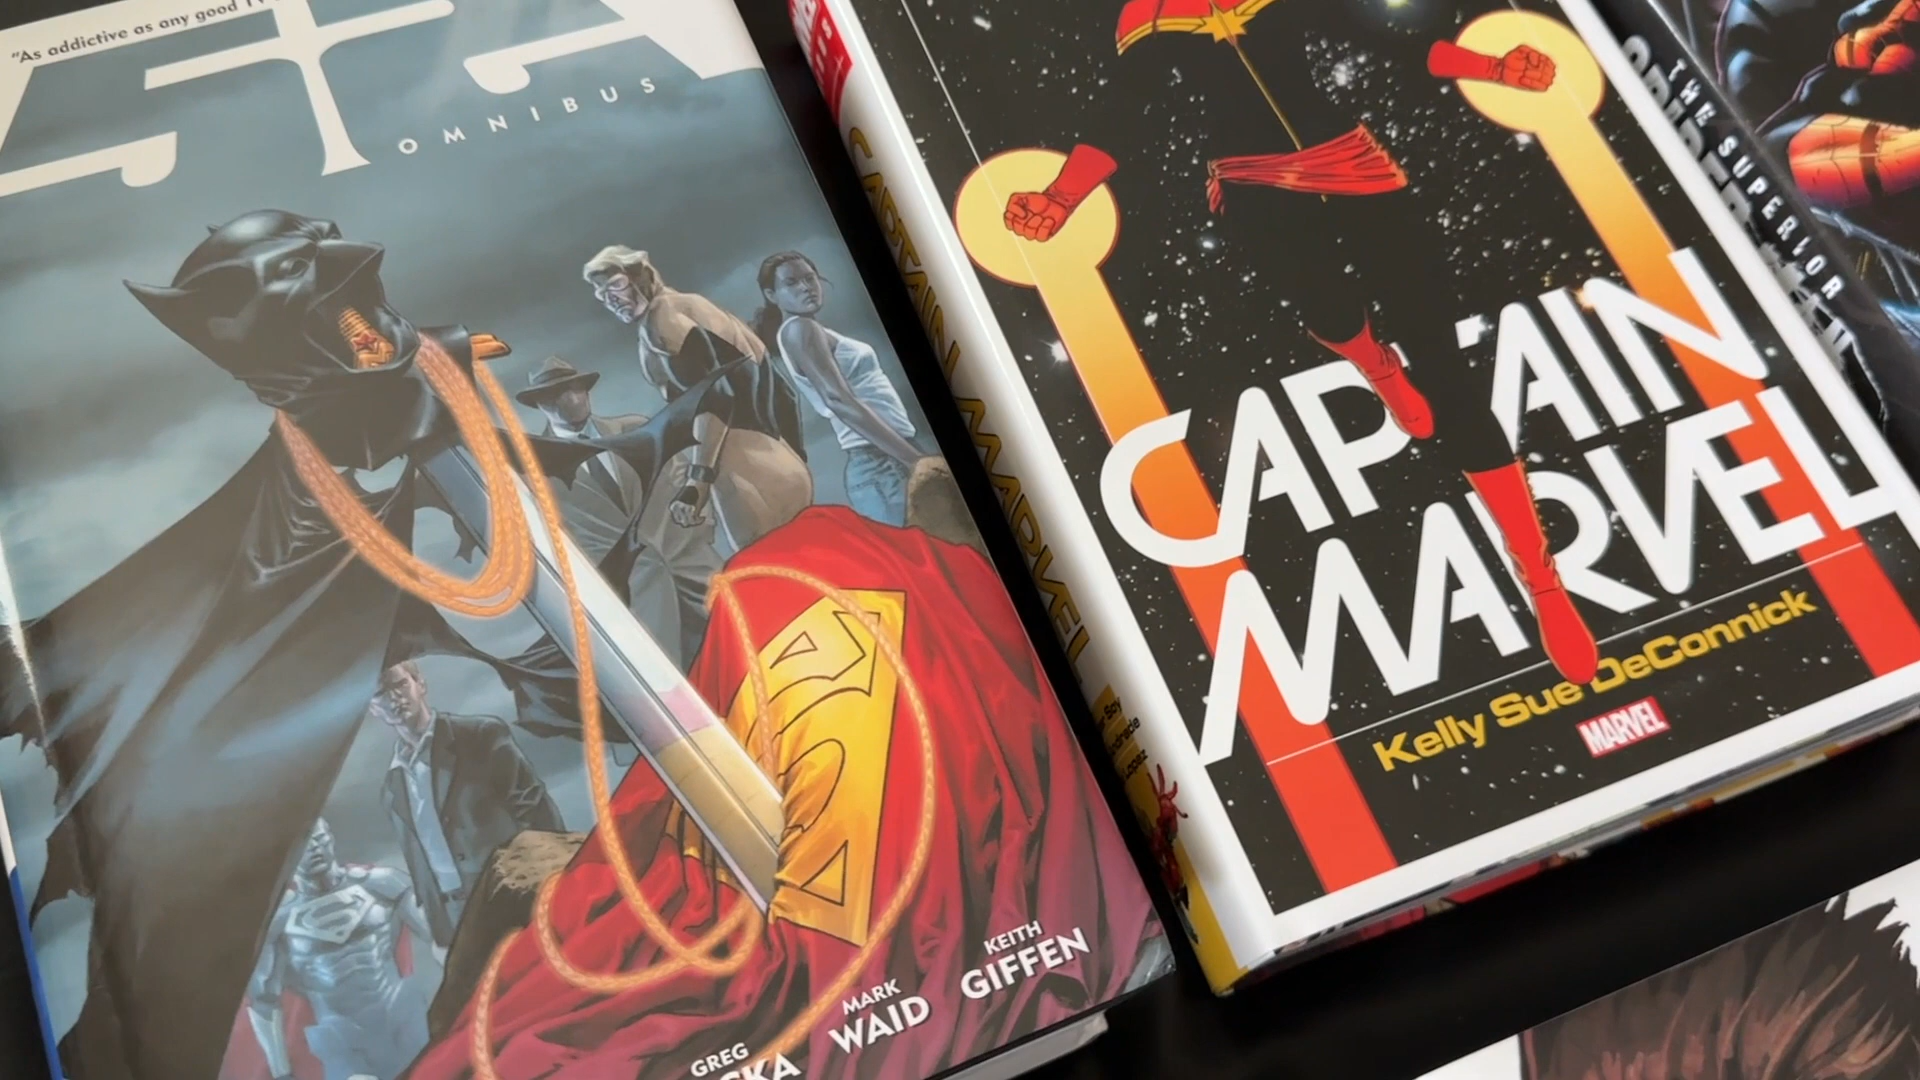 "As addictive as any good TV
OMNIBUS
GREG
MARK
WAID
KEITH
GIFFEN
CAPTAIN MARVEL
CAPTAIN
MARVEL
Kelly Sue DeConnick
MARVEL
THE SUPERIOR